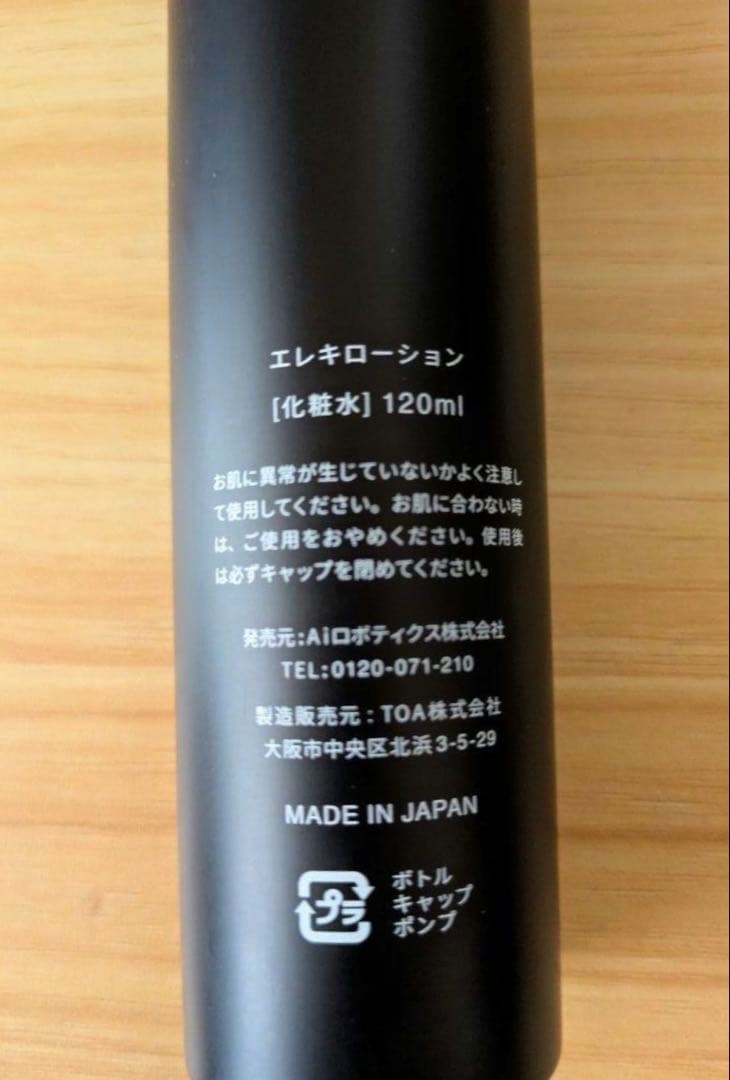 エレキローション
[化粧水] 120ml
お肌に異常が生じていないかよく注意し
て使用してください。お肌に合わない時
は、ご使用をおやめください。使用後
は必ずキャップを閉めてください。
発売元:Aiロボティクス株式会社
TEL:0120-071-210
製造販売元:TOA株式会社
大阪市中央区北浜3-5-29
MADE IN JAPAN
プラ
ボトル
キャップ
ポンプ